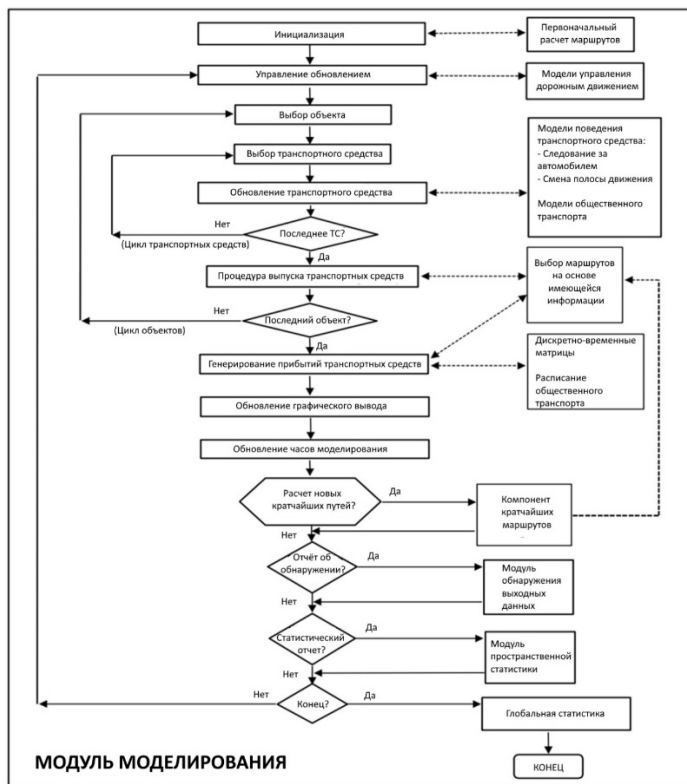 Инициализация
Первоначальный
расчет маршрутов
Управление обновлением
Модели управления
дорожным движением
Выбор объекта
Выбор транспортного средства
Модели поведения
транспортного средства:
- Следование за
автомобилем
- Смена полосы движения
Модели общественного
транспорта
Обновление транспортного средства
Нет
Последнее ТС?
(Цикл транспортных средств)
Да
Процедура выпуска транспортных средств
Выбор маршрутов
на основе
имеющейся
информации
Нет
Последний объект?
(Цикл объектов)
Да
Генерирование прибытий транспортных средств
Дискретно-временные
матрицы
Расписание
общественного
транспорта
Обновление графического вывода
Обновление часов моделирования
Расчет новых
кратчайших путей?
Да
Компонент
кратчайших
маршрутов
Нет
Отчёт об
обнаружении?
Да
Модуль
обнаружения
выходных
данных
Нет
Статистический
отчет?
Да
Модуль
пространственной
статистики
Нет
Нет
Конец?
Да
Глобальная статистика
МОДУЛЬ МОДЕЛИРОВАНИЯ
КОНЕЦ